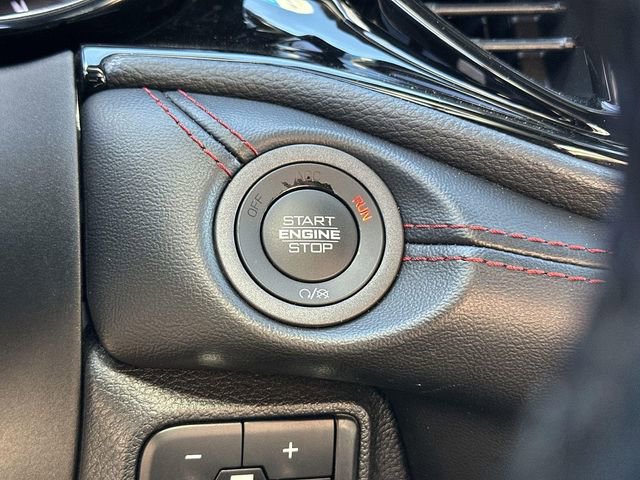 OFF
RUN
START
ENGINE
STOP
-
+